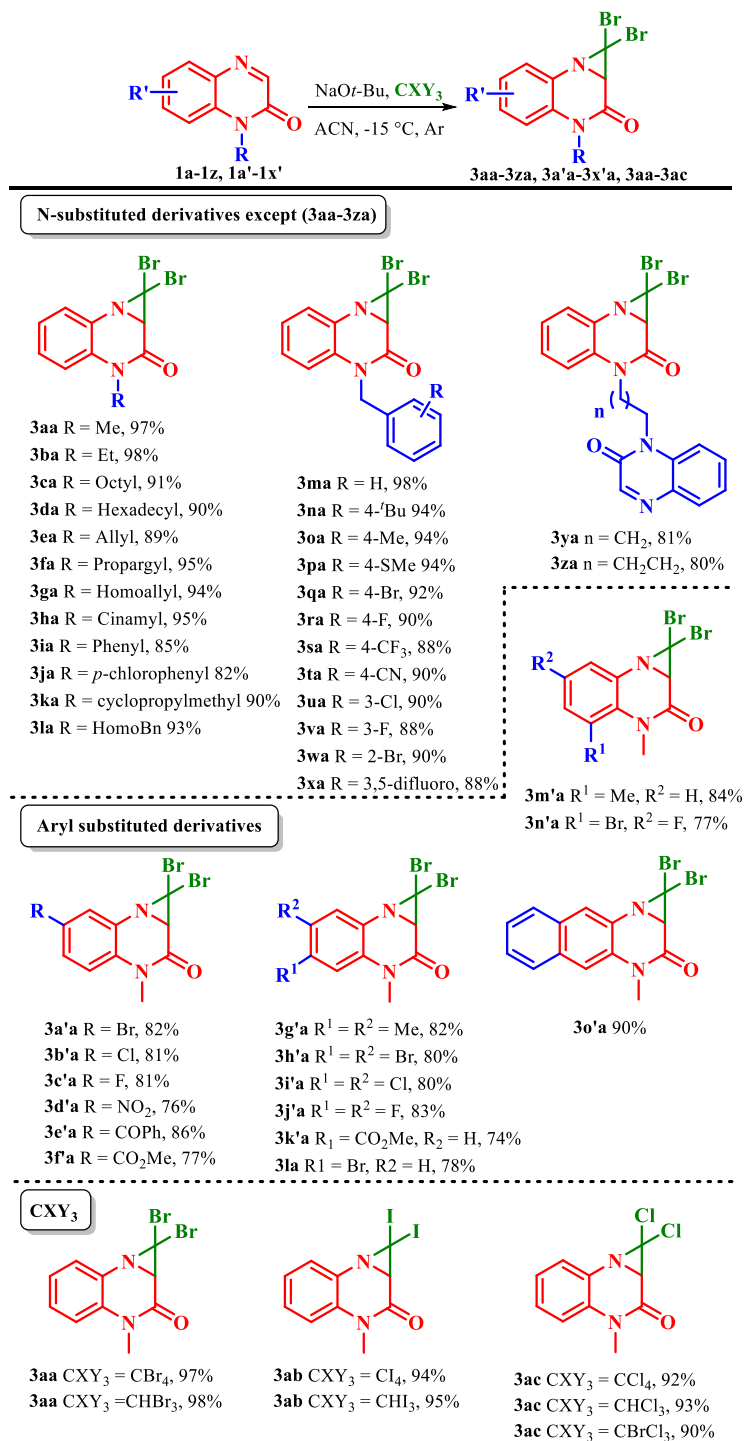 Br
Br
N
R'
N
O
R
NaOt-Bu, CXY₃
ACN, -15 °C, Ar
R'
N
N
O
R
1a-1z, 1a'-1x'
3aa-3za, 3a'a-3x'a, 3aa-3ac
N-substituted derivatives except (3aa-3za)
Br
Br
N
N
O
R
3aa R = Me, 97%
3ba R = Et, 98%
3ca R = Octyl, 91%
3da R = Hexadecyl, 90%
3ea R = Allyl, 89%
3fa R = Propargyl, 95%
3ga R = Homoallyl, 94%
3ha R = Cinamyl, 95%
3ia R = Phenyl, 85%
3ja R = p-chlorophenyl 82%
3ka R = cyclopropylmethyl 90%
3la R = HomoBn 93%
Br
Br
N
N
O
R
3ma R = H, 98%
3na R = 4-ᵗBu 94%
3oa R = 4-Me, 94%
3pa R = 4-SMe 94%
3qa R = 4-Br, 92%
3ra R = 4-F, 90%
3sa R = 4-CF₃, 88%
3ta R = 4-CN, 90%
3ua R = 3-Cl, 90%
3va R = 3-F, 88%
3wa R = 2-Br, 90%
3xa R = 3,5-difluoro, 88%
Br
Br
N
N
O
n
O
N
N
3ya n = CH₂, 81%
3za n = CH₂CH₂, 80%
Br
Br
R²
N
N
O
R¹
3m'a R¹ = Me, R² = H, 84%
3n'a R¹ = Br, R² = F, 77%
Aryl substituted derivatives
Br
Br
R
N
N
O
3a'a R = Br, 82%
3b'a R = Cl, 81%
3c'a R = F, 81%
3d'a R = NO₂, 76%
3e'a R = COPh, 86%
3f'a R = CO₂Me, 77%
Br
Br
R²
N
R¹
N
O
3g'a R¹ = R² = Me, 82%
3h'a R¹ = R² = Br, 80%
3i'a R¹ = R² = Cl, 80%
3j'a R¹ = R² = F, 83%
3k'a R₁ = CO₂Me, R₂ = H, 74%
3la R1 = Br, R2 = H, 78%
Br
Br
N
N
O
3o'a 90%
CXY₃
Br
Br
N
N
O
3aa CXY₃ = CBr₄, 97%
3aa CXY₃ =CHBr₃, 98%
I
I
N
N
O
3ab CXY₃ = CI₄, 94%
3ab CXY₃ = CHI₃, 95%
Cl
Cl
N
N
O
3ac CXY₃ = CCl₄, 92%
3ac CXY₃ = CHCl₃, 93%
3ac CXY₃ = CBrCl₃, 90%